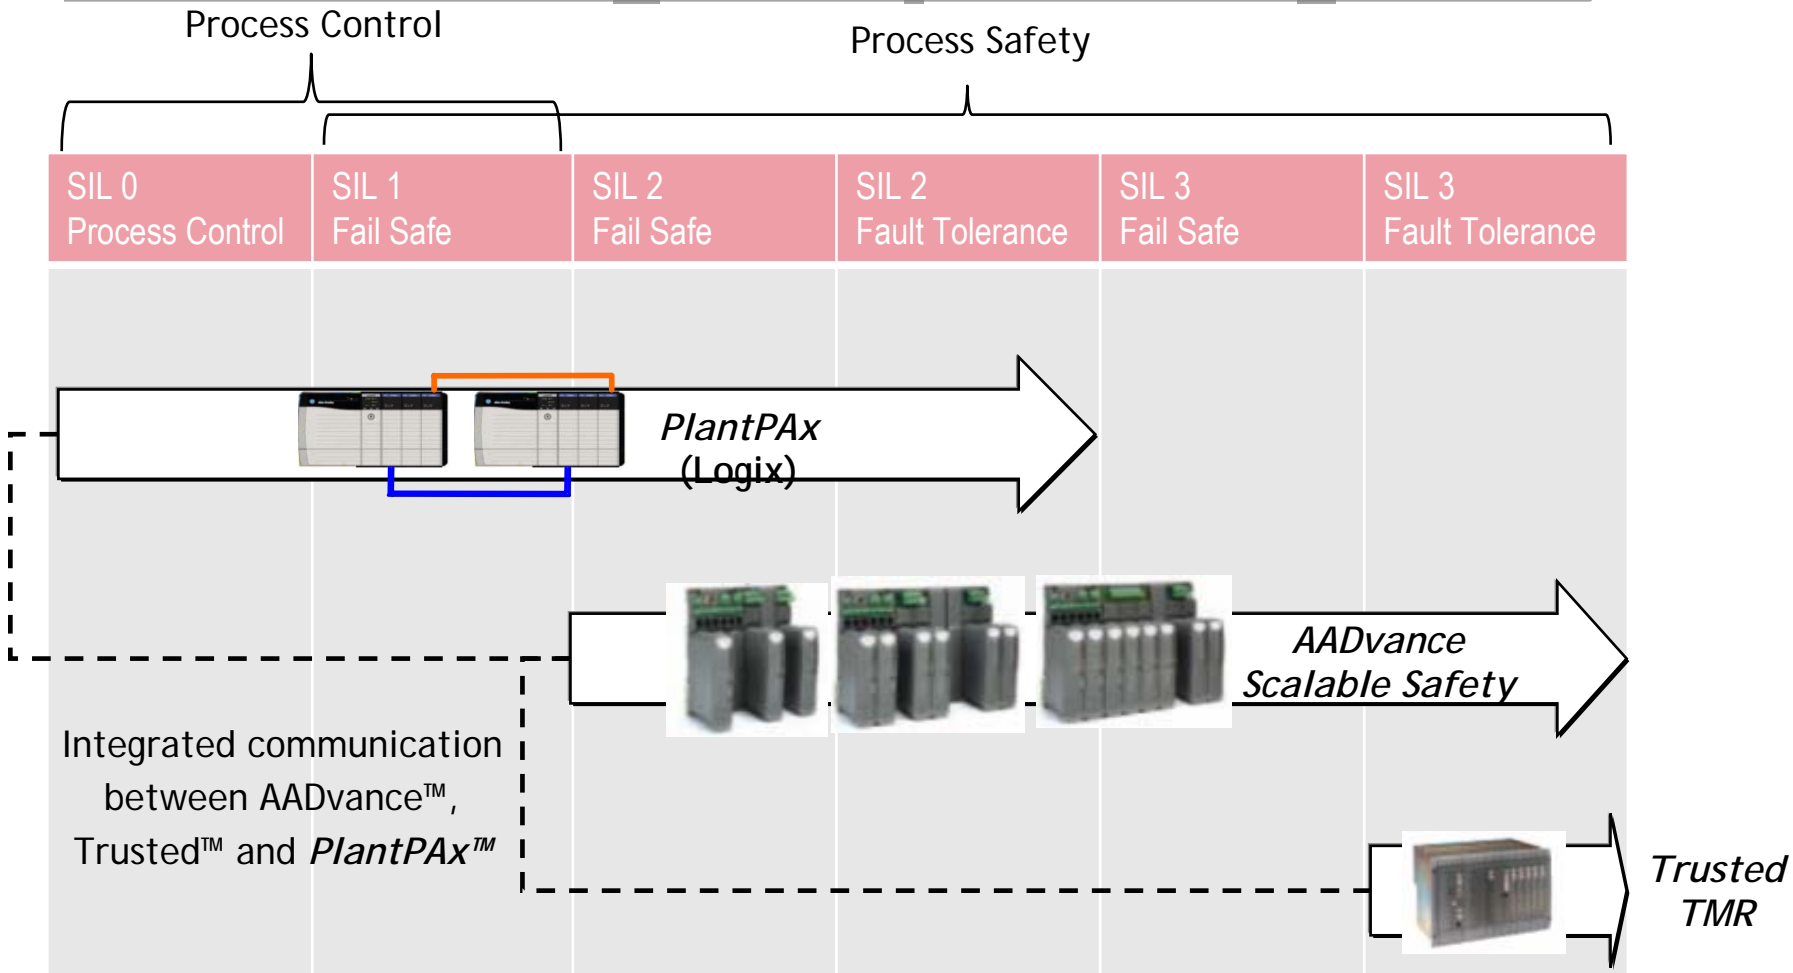 Process Control
Process Safety
SIL 0
Process Control
SIL 1
Fail Safe
SIL 2
Fail Safe
SIL 2
Fault Tolerance
SIL 3
Fail Safe
SIL 3
Fault Tolerance
PlantPAx
(Logix)
AADvance
Scalable Safety
Integrated communication
between AADvance™,
Trusted™ and PlantPAx™
Trusted
TMR